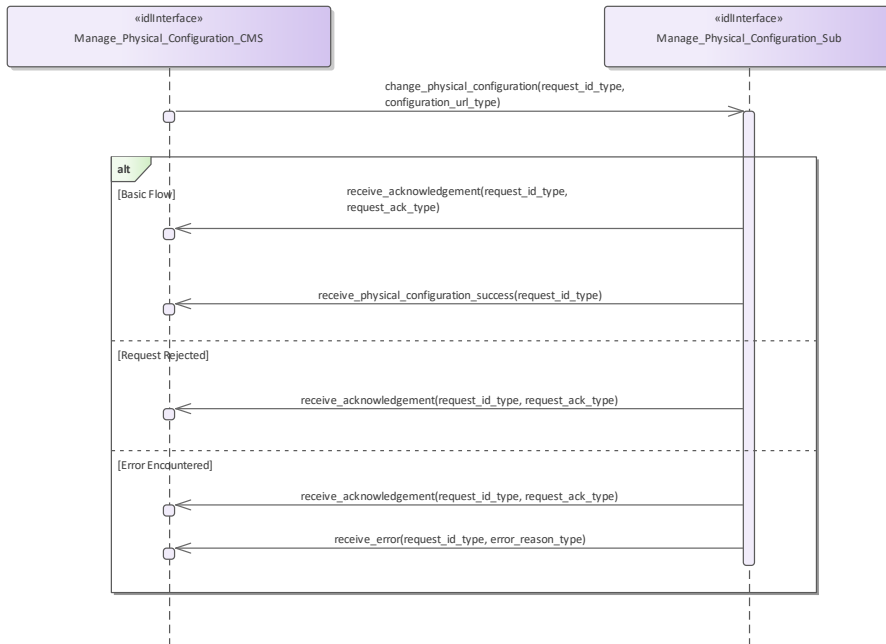 «idlInterface»
Manage_Physical_Configuration_CMS
«idlInterface»
Manage_Physical_Configuration_Sub
change_physical_configuration(request_id_type,
configuration_url_type)
alt
[Basic Flow]
receive_acknowledgement(request_id_type,
request_ack_type)
receive_physical_configuration_success(request_id_type)
[Request Rejected]
receive_acknowledgement(request_id_type, request_ack_type)
[Error Encountered]
receive_acknowledgement(request_id_type, request_ack_type)
receive_error(request_id_type, error_reason_type)